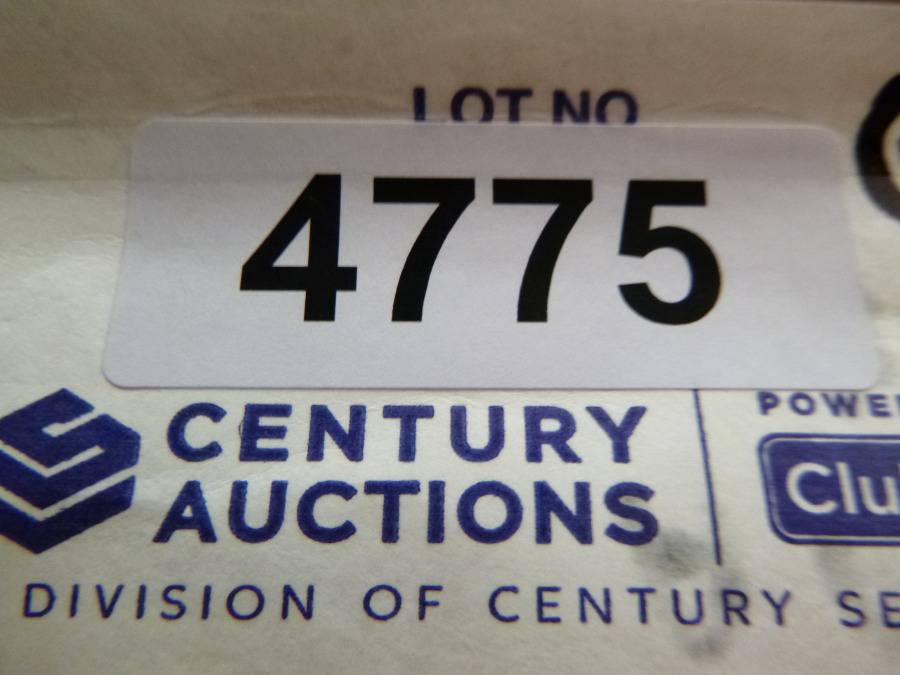 LOT NO
4775
CENTURY
AUCTIONS
DIVISION OF CENTURY